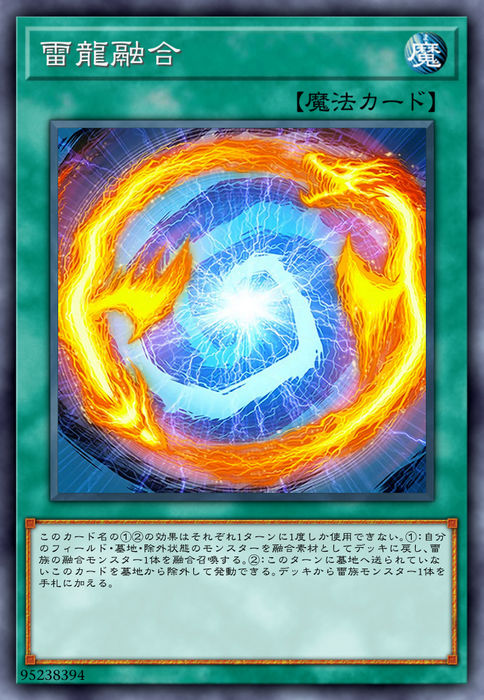 雷龍融合
魔
【魔法カード】
このカード名の①②の効果はそれぞれ1ターンに1度しか使用できない。①:自分
のフィールド・墓地・除外状態のモンスターを融合素材としてデッキに戻し、雷
族の融合モンスター1体を融合召喚する。②:このターンに墓地へ送られていな
いこのカードを墓地から除外して発動できる。デッキから雷族モンスター1体を
手札に加える。
95238394